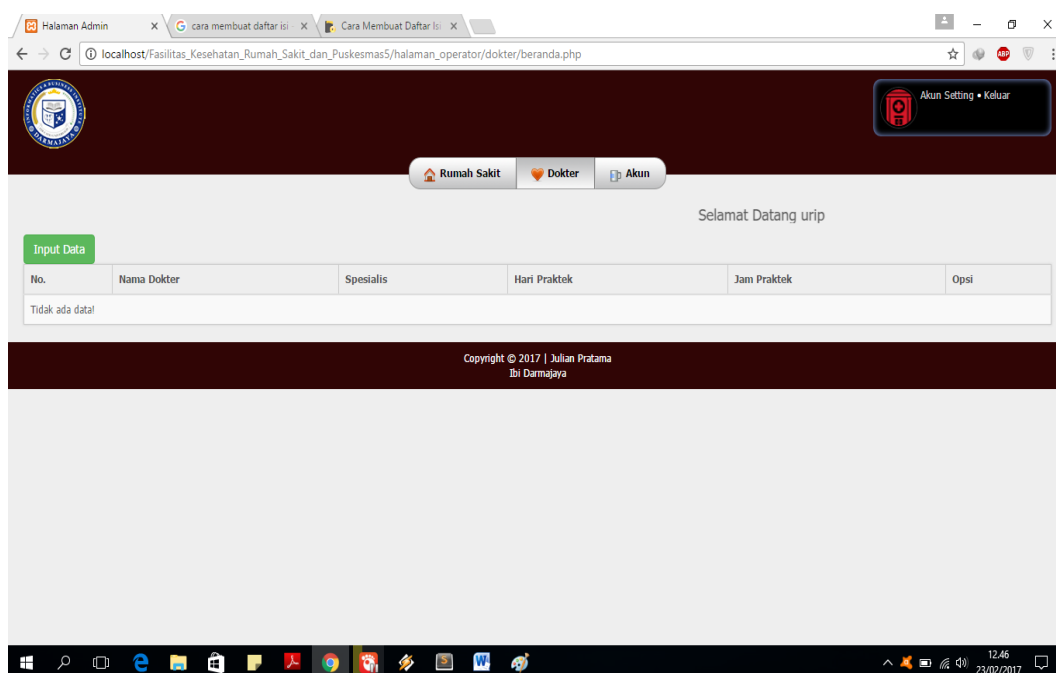 Halaman Admin
cara membuat daftar isi
Cara Membuat Daftar Isi
localhost/Fasilitas_Kesehatan_Rumah_Sakit_dan_Puskesmas5/halaman_operator/dokter/beranda.php
ABP
DARMAJAYA
Akun Setting • Keluar
Rumah Sakit
Dokter
Akun
Selamat Datang urip
Input Data
No. Nama Dokter Spesialis Hari Praktek Jam Praktek Opsi
Tidak ada data!
Copyright © 2017 | Julian Pratama
Ibi Darmajaya
12.46
23/02/2017